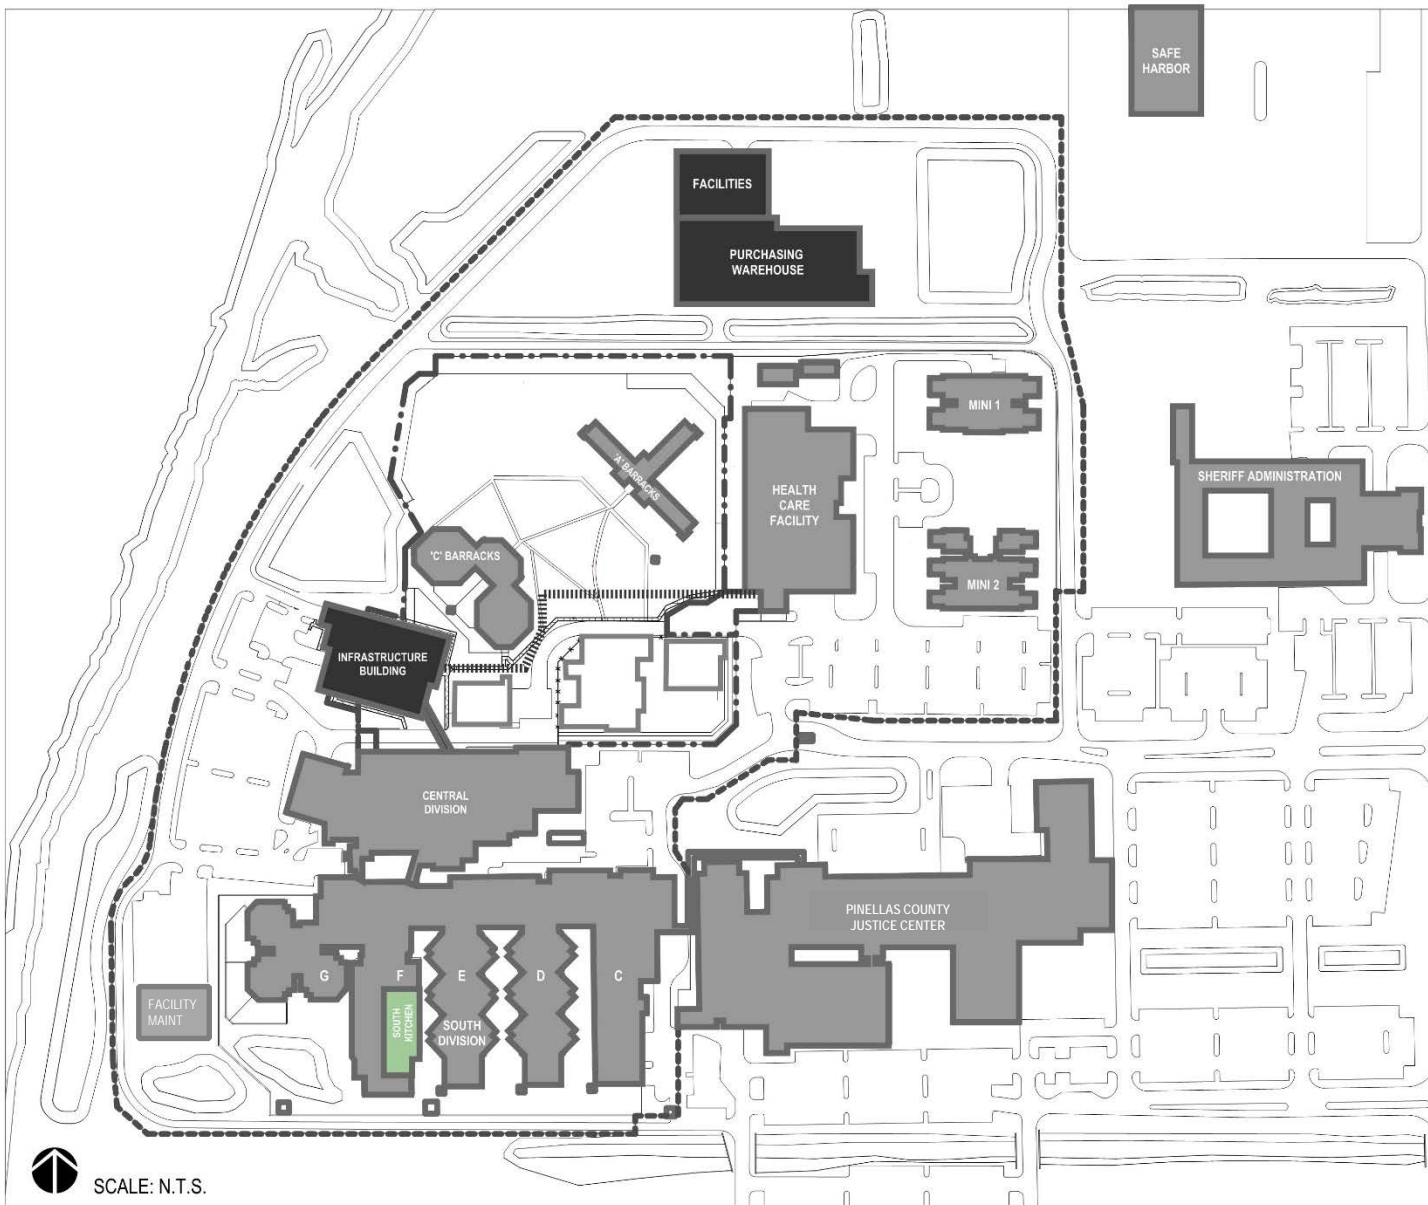 SAFE
HARBOR
FACILITIES
PURCHASING
WAREHOUSE
MINI 1
'A' BARRACKS
SHERIFF ADMINISTRATION
HEALTH
CARE
FACILITY
'C' BARRACKS
MINI 2
INFRASTRUCTURE
BUILDING
CENTRAL
DIVISION
PINELLAS COUNTY
JUSTICE CENTER
G
F
E
D
C
FACILITY
MAINT
SOUTH
KITCHEN
SOUTH
DIVISION
SCALE: N.T.S.